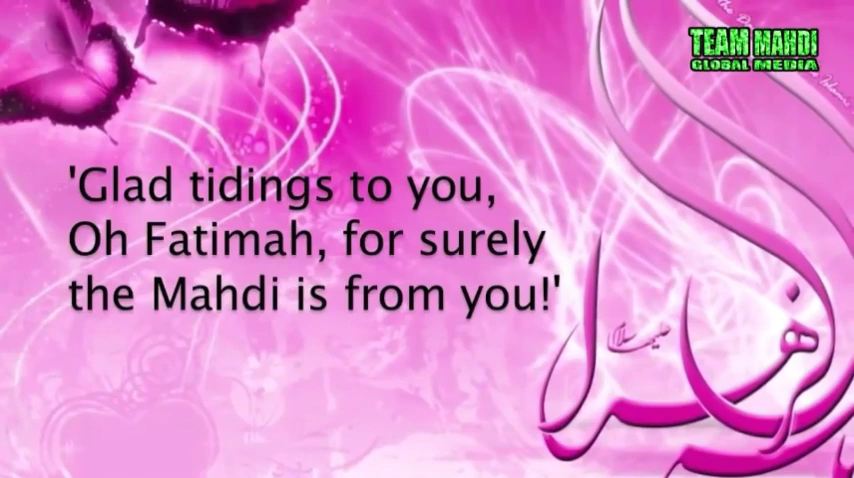 TEAM MAHDI
GLOBAL MEDIA
'Glad tidings to you,
Oh Fatimah, for surely
the Mahdi is from you!'